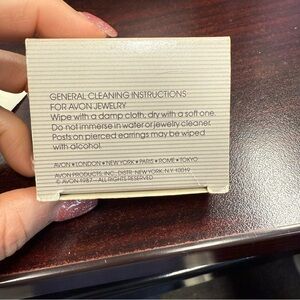 GENERAL CLEANING INSTRUCTIONS
FOR AVON JEWELRY
Wipe with a damp cloth, dry with a soft one.
Do not immerse in water or jewelry cleaner.
Posts on pierced earrings may be wiped
with alcohol.
AVON • LONDON • NEW YORK • PARIS • ROME • TOKYO
AVON PRODUCTS, INC., DISTR., NEW YORK, N.Y. 10019
© AVON 1987 ALL RIGHTS RESERVED